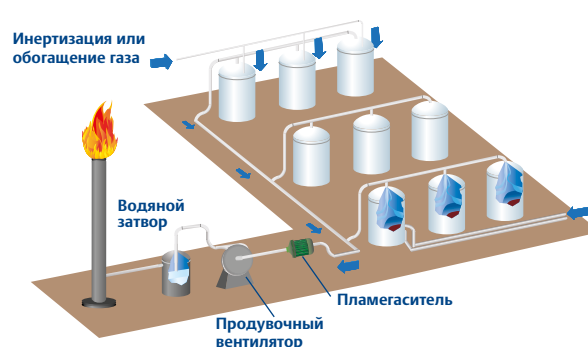 Инертизация или
обогащение газа
Водяной
затвор
Пламегаситель
Продувочный
вентилятор